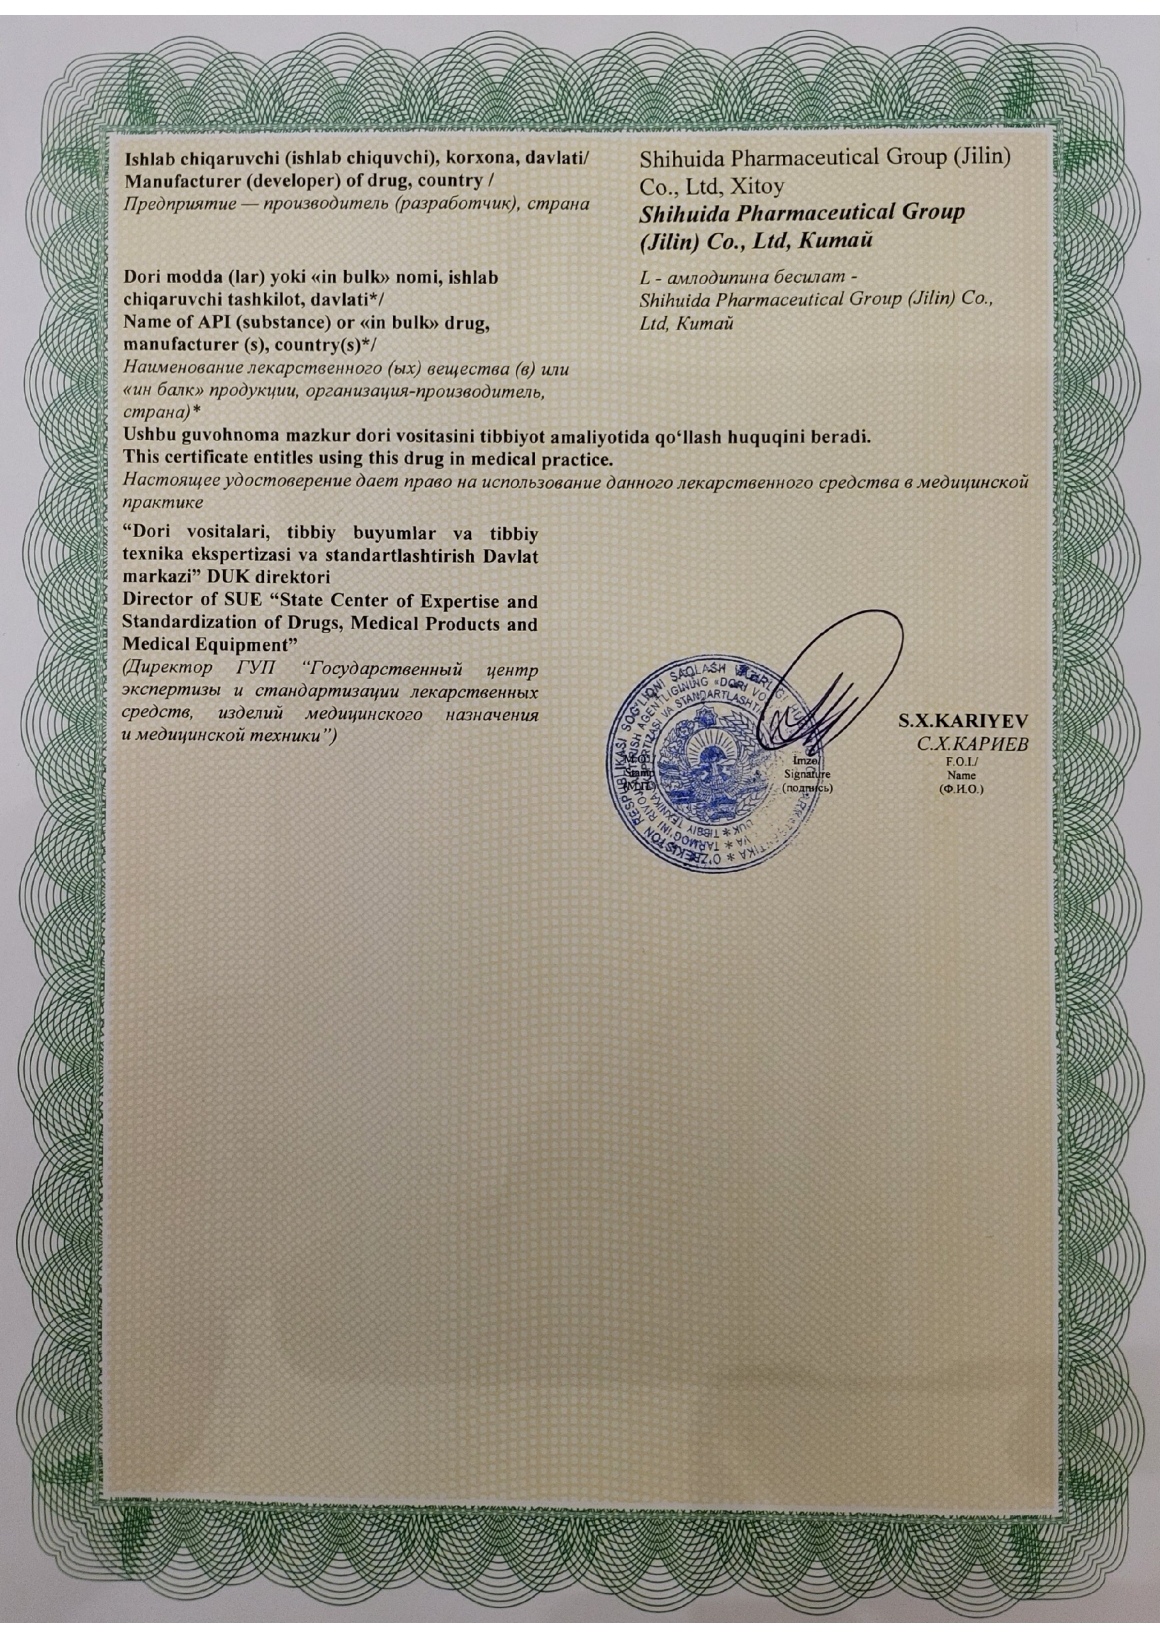 Ishlab chiqaruvchi (ishlab chiquvchi), korxona, davlati/
Manufacturer (developer) of drug, country /
Предприятие — производитель (разработчик), страна
Shihuida Pharmaceutical Group (Jilin)
Co., Ltd, Xitoy
Shihuida Pharmaceutical Group
(Jilin) Co., Ltd, Китай
Dori modda (lar) yoki «in bulk» nomi, ishlab
chiqaruvchi tashkilot, davlati*/
Name of API (substance) or «in bulk» drug,
manufacturer (s), country(s)*/
Наименование лекарственного (ых) вещества (в) или
«ин балк» продукции, организация-производитель,
страна)*
L - амлодипина бесилат -
Shihuida Pharmaceutical Group (Jilin) Co.,
Ltd, Китай
Ushbu guvohnoma mazkur dori vositasini tibbiyot amaliyotida qo‘llash huquqini beradi.
This certificate entitles using this drug in medical practice.
Настоящее удостоверение дает право на использование данного лекарственного средства в медицинской
практике
“Dori vositalari, tibbiy buyumlar va tibbiy
texnika ekspertizasi va standartlashtirish Davlat
markazi” DUK direktori
Director of SUE “State Center of Expertise and
Standardization of Drugs, Medical Products and
Medical Equipment”
(Директор ГУП “Государственный центр
экспертизы и стандартизации лекарственных
средств, изделий медицинского назначения
и медицинской техники”)
Imzo/
Signature
(подпись)
S.X.KARIYEV
С.Х.КАРИЕВ
F.O.I./
Name
(Ф.И.О.)
O‘ZBEKISTON RESPUBLIKASI SOG‘LIQNI SAQLASH